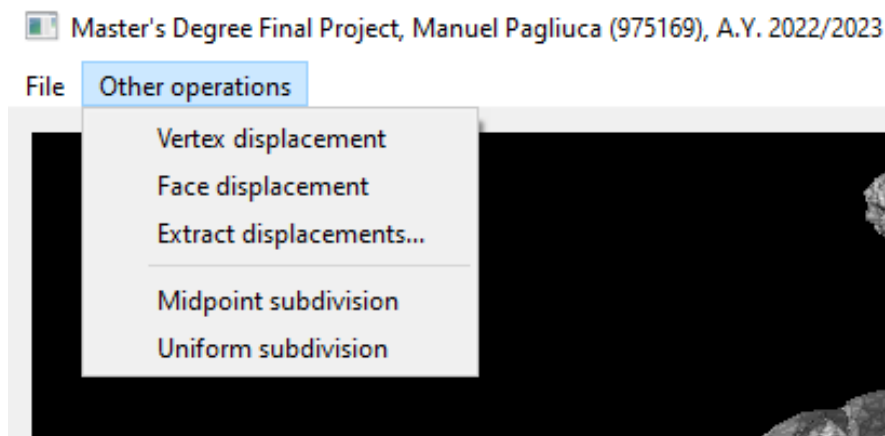 Master's Degree Final Project, Manuel Pagliuca (975169), A.Y. 2022/2023
File Other operations
Vertex displacement
Face displacement
Extract displacements...
Midpoint subdivision
Uniform subdivision